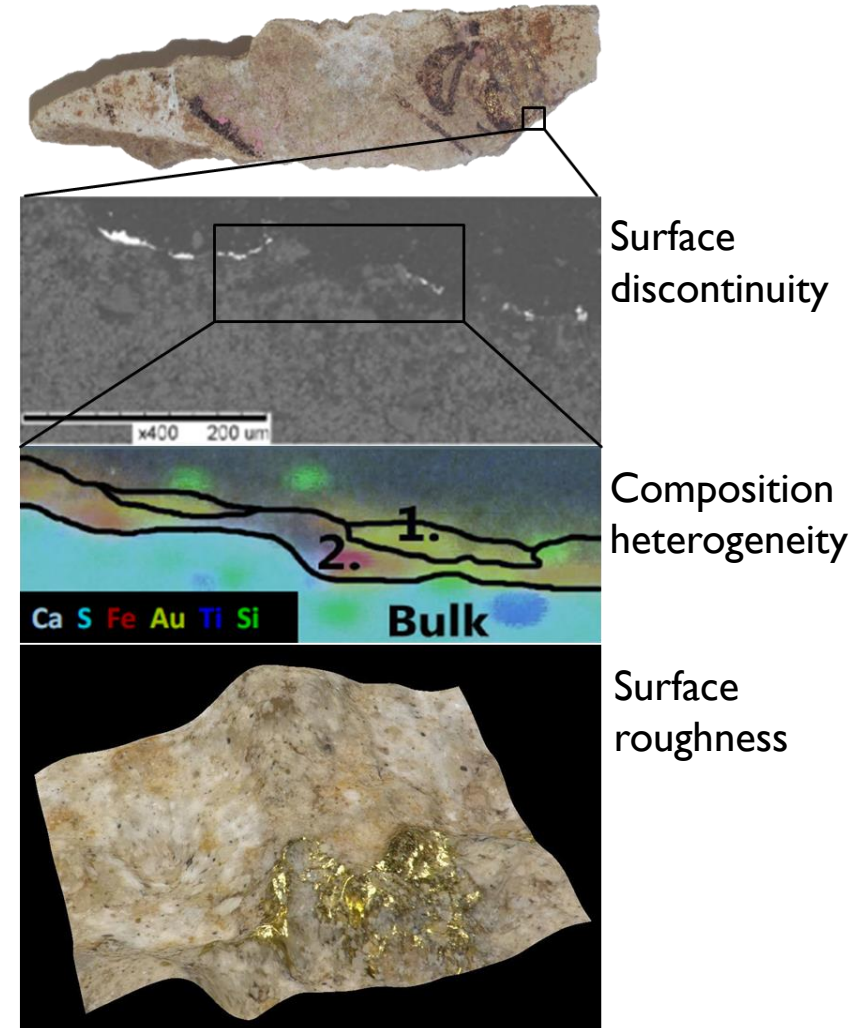 Surface
discontinuity
x400 200 um
Composition
heterogeneity
1.
2.
Ca S Fe Au Ti Si
Bulk
Surface
roughness